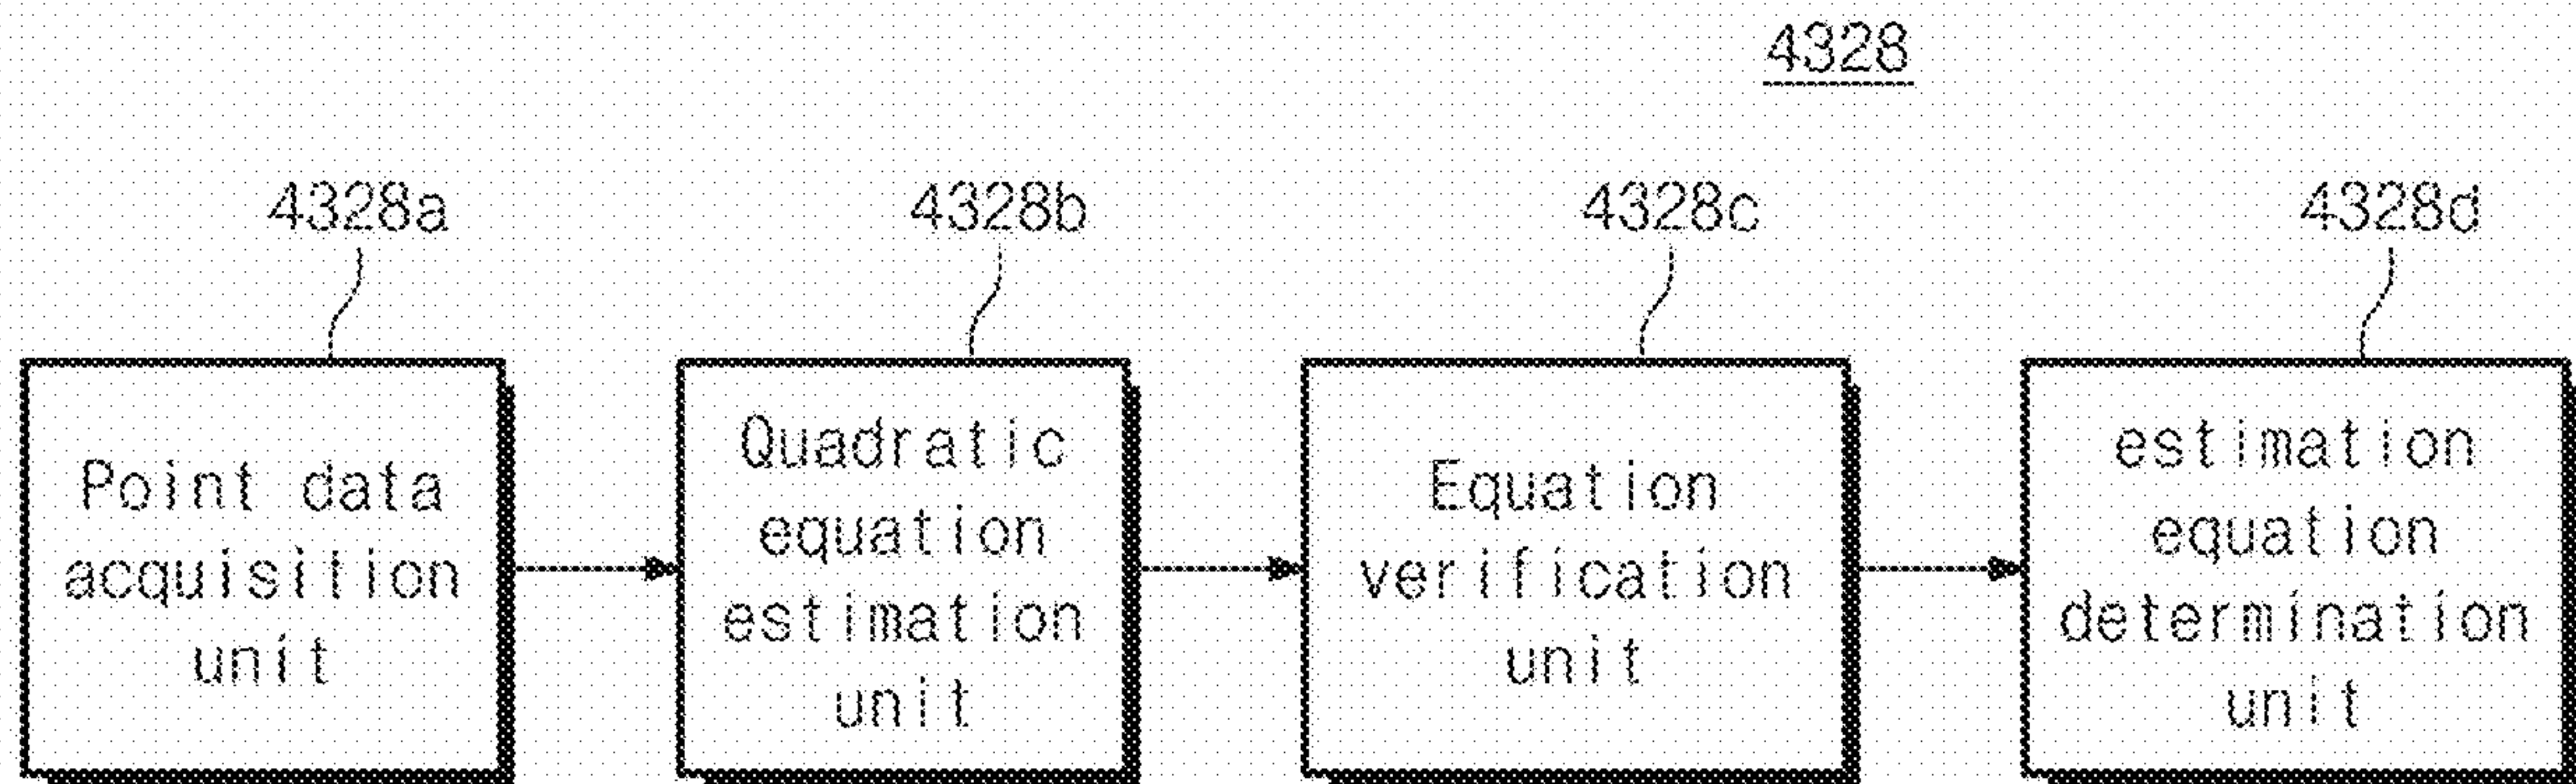 4328
4328a
4328b
4328c
4328d
Point data
acquisition
unit
Quadratic
equation
estimation
unit
Equation
verification
unit
estimation
equation
determination
unit